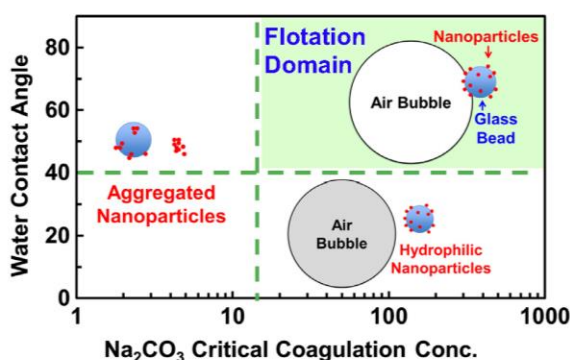 80
60
40
20
0
Water Contact Angle
Flotation
Domain
Nanoparticles
Air Bubble
Glass
Bead
Aggregated
Nanoparticles
Air
Bubble
Hydrophilic
Nanoparticles
1 10 100 1000
Na₂CO₃ Critical Coagulation Conc.